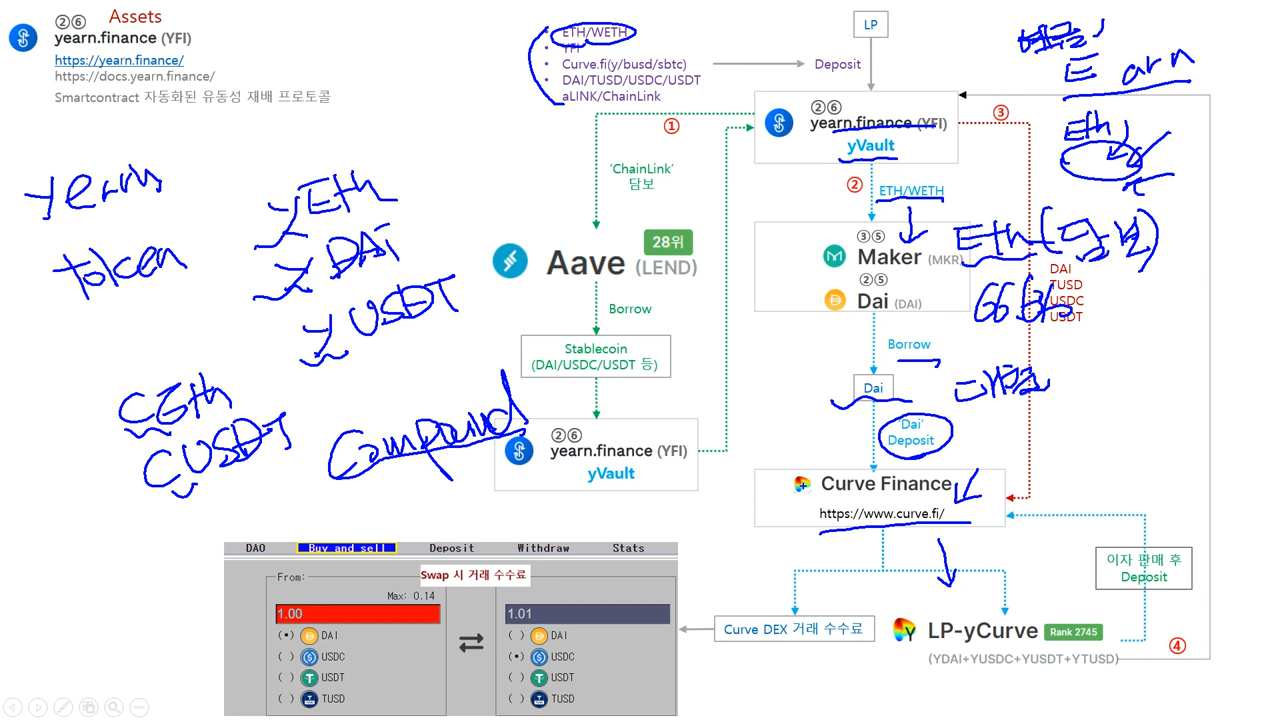 ②⑥ Assets
yearn.finance (YFI)
https://yearn.finance/
https://docs.yearn.finance/
Smartcontract 자동화된 유동성 재배 프로토콜
• ETH/WETH
• YFI
• Curve.fi(y/busd/sbtc)
• DAI/TUSD/USDC/USDT
aLINK/ChainLink
LP
Deposit
②⑥
yearn.finance (YFI)
yVault
①
②
③
E arn
Eth
'ChainLink'
담보
ETH/WETH
Eth (담보)
66%
Aave (LEND)
28위
③⑤
Maker (MKR)
②⑤
Dai (DAI)
DAI
TUSD
USDC
USDT
yearn
token
yEth
yDAi
yUSDT
Borrow
Stablecoin
(DAI/USDC/USDT 등)
Borrow
Dai
대출
'Dai'
Deposit
CEth
CUSDT
Compound
②⑥
yearn.finance (YFI)
yVault
Curve Finance
https://www.curve.fi/
이자 판매 후
Deposit
Curve DEX 거래 수수료
LP-yCurve Rank 2745
(YDAI+YUSDC+YUSDT+YTUSD)
④
DAO Buy and sell Deposit Withdraw Stats
Swap 시 거래 수수료
From:
Max: 0.14
1.00 1.01
(•) DAI ( ) DAI
( ) USDC (•) USDC
( ) USDT ( ) USDT
( ) TUSD ( ) TUSD